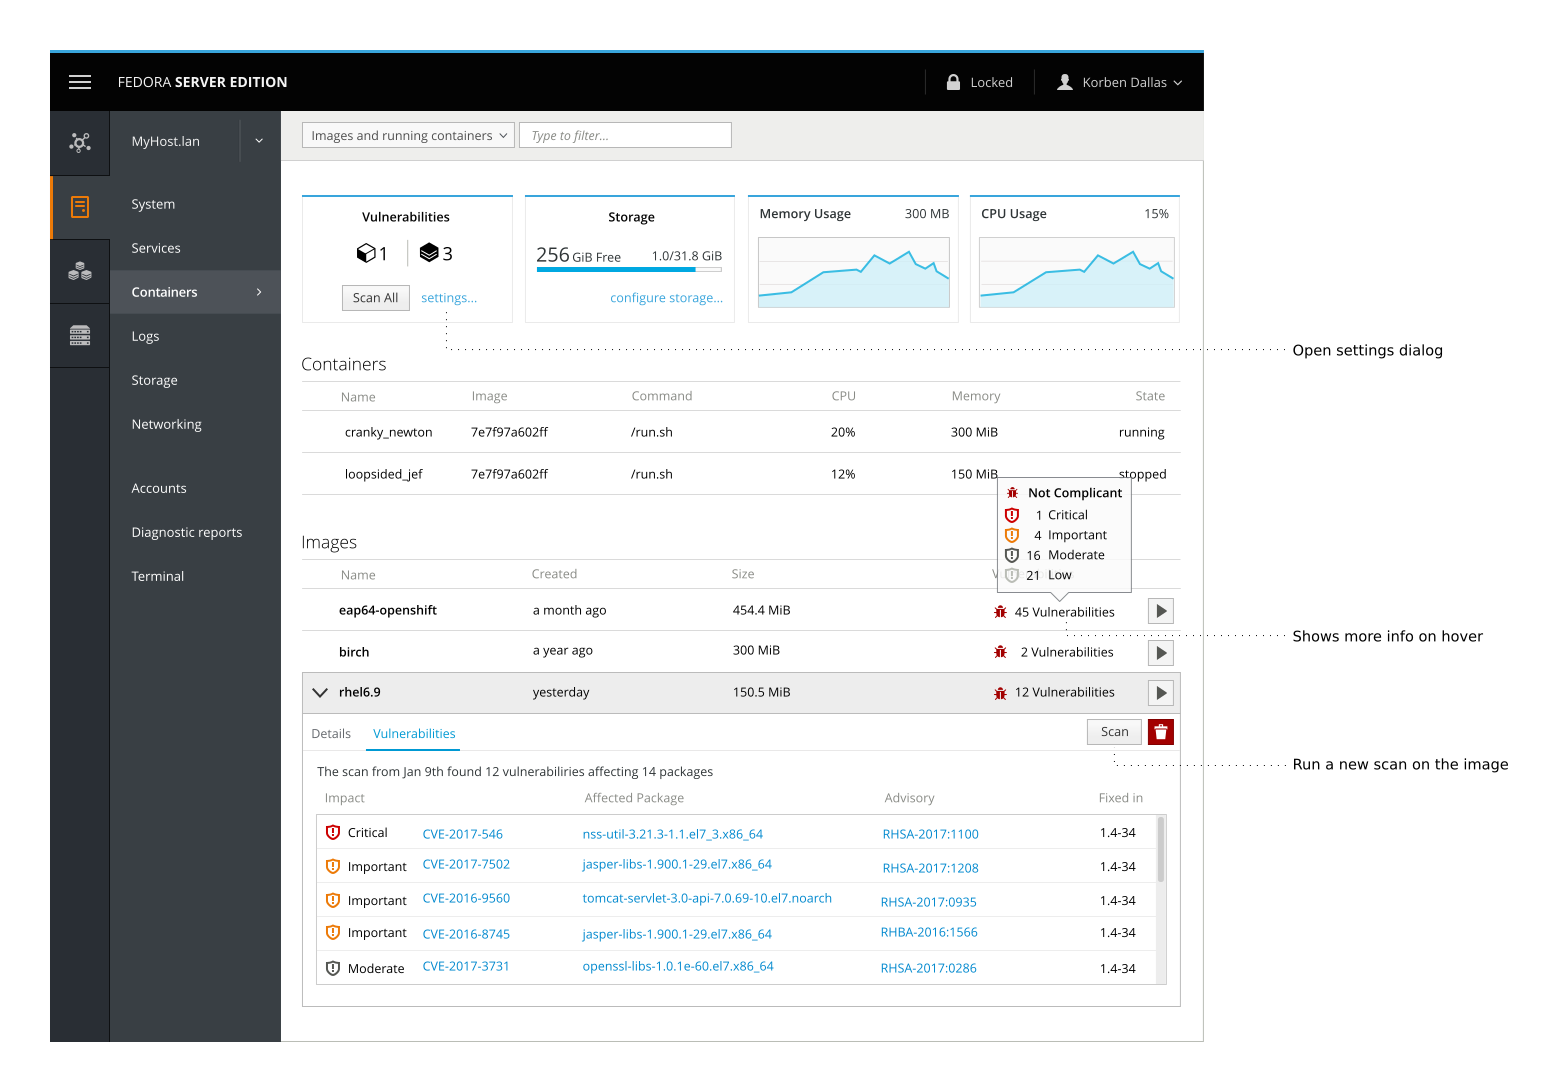 FEDORA SERVER EDITION
Locked
Korben Dallas
MyHost.lan
Images and running containers
Type to filter...
System
Services
Containers
Logs
Storage
Networking
Accounts
Diagnostic reports
Terminal
Vulnerabilities
1
3
Scan All
settings...
Storage
256 GiB Free
1.0/31.8 GiB
configure storage...
Memory Usage
300 MB
CPU Usage
15%
Open settings dialog
Containers
Name Image Command CPU Memory State
cranky_newton 7e7f97a602ff /run.sh 20% 300 MiB running
loopsided_jef 7e7f97a602ff /run.sh 12% 150 MiB stopped
Not Complicant
1 Critical
4 Important
16 Moderate
21 Low
Images
Name Created Size
eap64-openshift a month ago 454.4 MiB 45 Vulnerabilities
Shows more info on hover
birch a year ago 300 MiB 2 Vulnerabilities
rhel6.9 yesterday 150.5 MiB 12 Vulnerabilities
Details Vulnerabilities Scan
Run a new scan on the image
The scan from Jan 9th found 12 vulnerabiliries affecting 14 packages
Impact Affected Package Advisory Fixed in
Critical CVE-2017-546 nss-util-3.21.3-1.1.el7_3.x86_64 RHSA-2017:1100 1.4-34
Important CVE-2017-7502 jasper-libs-1.900.1-29.el7.x86_64 RHSA-2017:1208 1.4-34
Important CVE-2016-9560 tomcat-servlet-3.0-api-7.0.69-10.el7.noarch RHSA-2017:0935 1.4-34
Important CVE-2016-8745 jasper-libs-1.900.1-29.el7.x86_64 RHBA-2016:1566 1.4-34
Moderate CVE-2017-3731 openssl-libs-1.0.1e-60.el7.x86_64 RHSA-2017:0286 1.4-34